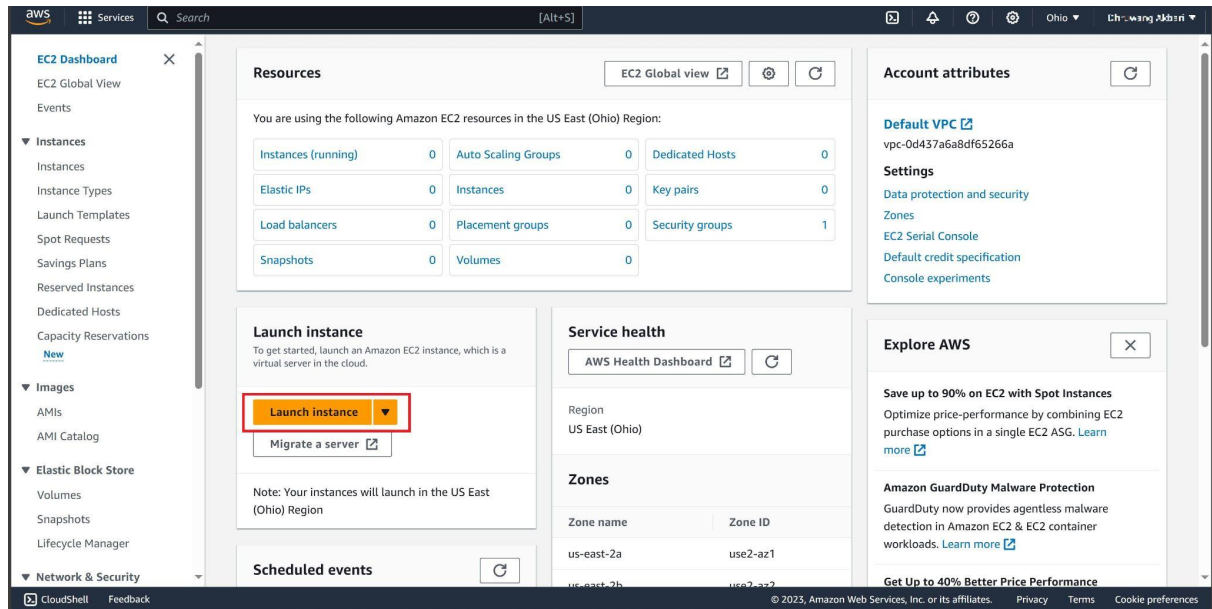 aws
Services
Search
[Alt+S]
Ohio
EC2 Dashboard
EC2 Global View
Events
Instances
Instances
Instance Types
Launch Templates
Spot Requests
Savings Plans
Reserved Instances
Dedicated Hosts
Capacity Reservations
New
Images
AMIs
AMI Catalog
Elastic Block Store
Volumes
Snapshots
Lifecycle Manager
Network & Security
Resources
EC2 Global view
You are using the following Amazon EC2 resources in the US East (Ohio) Region:
Instances (running) 0 Auto Scaling Groups 0 Dedicated Hosts 0
Elastic IPs 0 Instances 0 Key pairs 0
Load balancers 0 Placement groups 0 Security groups 1
Snapshots 0 Volumes 0
Launch instance
To get started, launch an Amazon EC2 instance, which is a
virtual server in the cloud.
Launch instance
Migrate a server
Note: Your instances will launch in the US East
(Ohio) Region
Scheduled events
Service health
AWS Health Dashboard
Region
US East (Ohio)
Zones
Zone name Zone ID
us-east-2a use2-az1
us-east-2b use2-az2
Account attributes
Default VPC
vpc-0d437a6a8df65266a
Settings
Data protection and security
Zones
EC2 Serial Console
Default credit specification
Console experiments
Explore AWS
Save up to 90% on EC2 with Spot Instances
Optimize price-performance by combining EC2
purchase options in a single EC2 ASG. Learn
more
Amazon GuardDuty Malware Protection
GuardDuty now provides agentless malware
detection in Amazon EC2 & EC2 container
workloads. Learn more
Get Up to 40% Better Price Performance
CloudShell Feedback
© 2023, Amazon Web Services, Inc. or its affiliates. Privacy Terms Cookie preferences